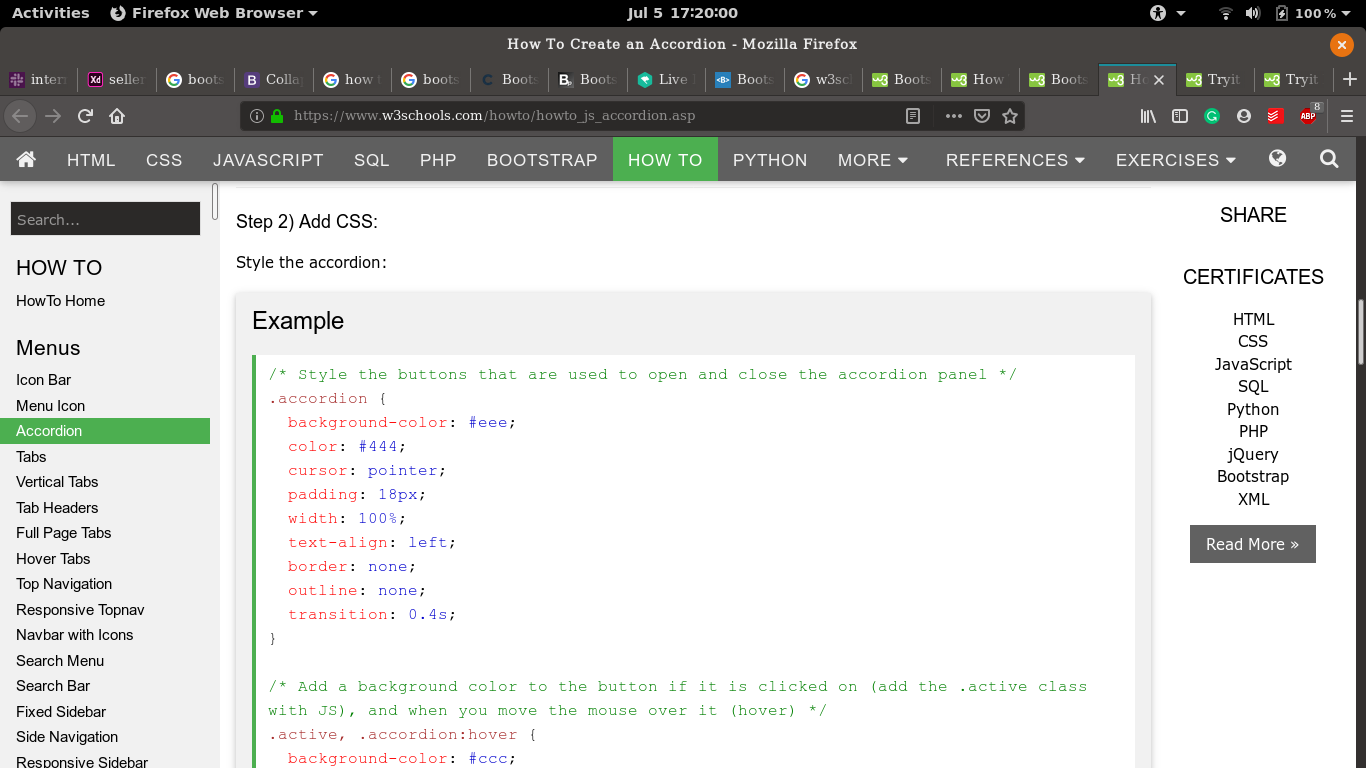 Activities Firefox Web Browser Jul 5 17:20:00 100 %
How To Create an Accordion - Mozilla Firefox
inter seller boots Colla how t boots Boots Boots Live Boots w3sch Boots How Boots Ho Tryit Tryit
https://www.w3schools.com/howto/howto_js_accordion.asp ABP 8
HTML CSS JAVASCRIPT SQL PHP BOOTSTRAP HOW TO PYTHON MORE REFERENCES EXERCISES
Search...
HOW TO
HowTo Home
Menus
Icon Bar
Menu Icon
Accordion
Tabs
Vertical Tabs
Tab Headers
Full Page Tabs
Hover Tabs
Top Navigation
Responsive Topnav
Navbar with Icons
Search Menu
Search Bar
Fixed Sidebar
Side Navigation
Responsive Sidebar
Step 2) Add CSS:
Style the accordion:
Example
/* Style the buttons that are used to open and close the accordion panel */
.accordion {
  background-color: #eee;
  color: #444;
  cursor: pointer;
  padding: 18px;
  width: 100%;
  text-align: left;
  border: none;
  outline: none;
  transition: 0.4s;
}
/* Add a background color to the button if it is clicked on (add the .active class
with JS), and when you move the mouse over it (hover) */
.active, .accordion:hover {
  background-color: #ccc;
SHARE
CERTIFICATES
HTML
CSS
JavaScript
SQL
Python
PHP
jQuery
Bootstrap
XML
Read More »